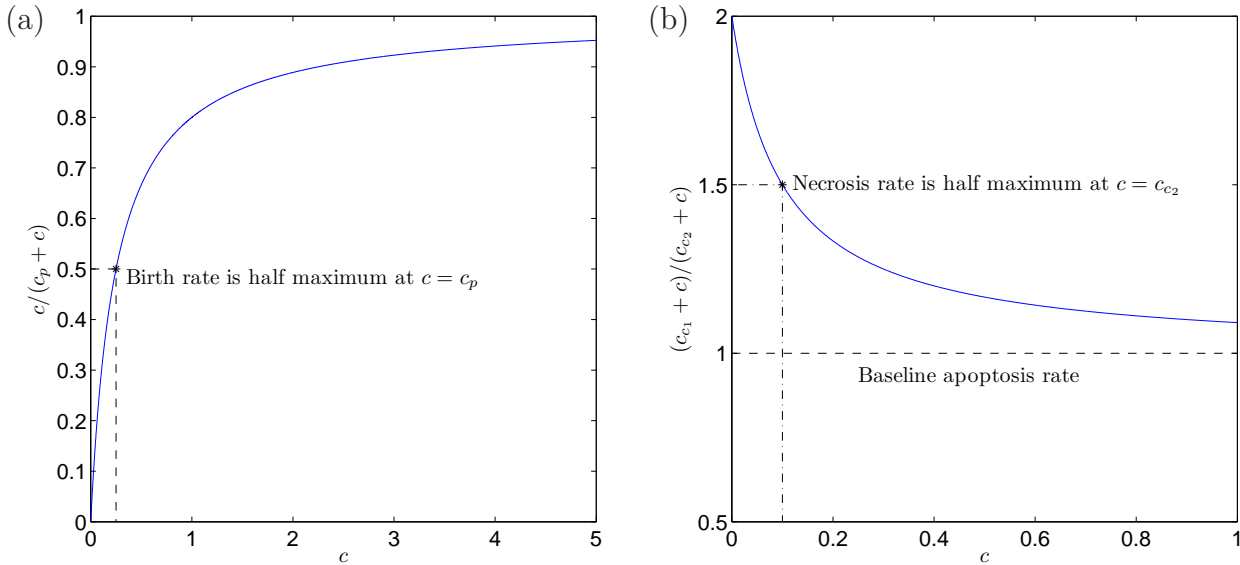 (a)
1
0.9
0.8
0.7
0.6
0.5
0.4
0.3
0.2
0.1
0
c/(c_p + c)
Birth rate is half maximum at c = c_p
0 1 2 3 4 5
c
(b)
2
1.5
1
0.5
(c_{c_1} + c)/(c_{c_2} + c)
Necrosis rate is half maximum at c = c_{c_2}
Baseline apoptosis rate
0 0.2 0.4 0.6 0.8 1
c